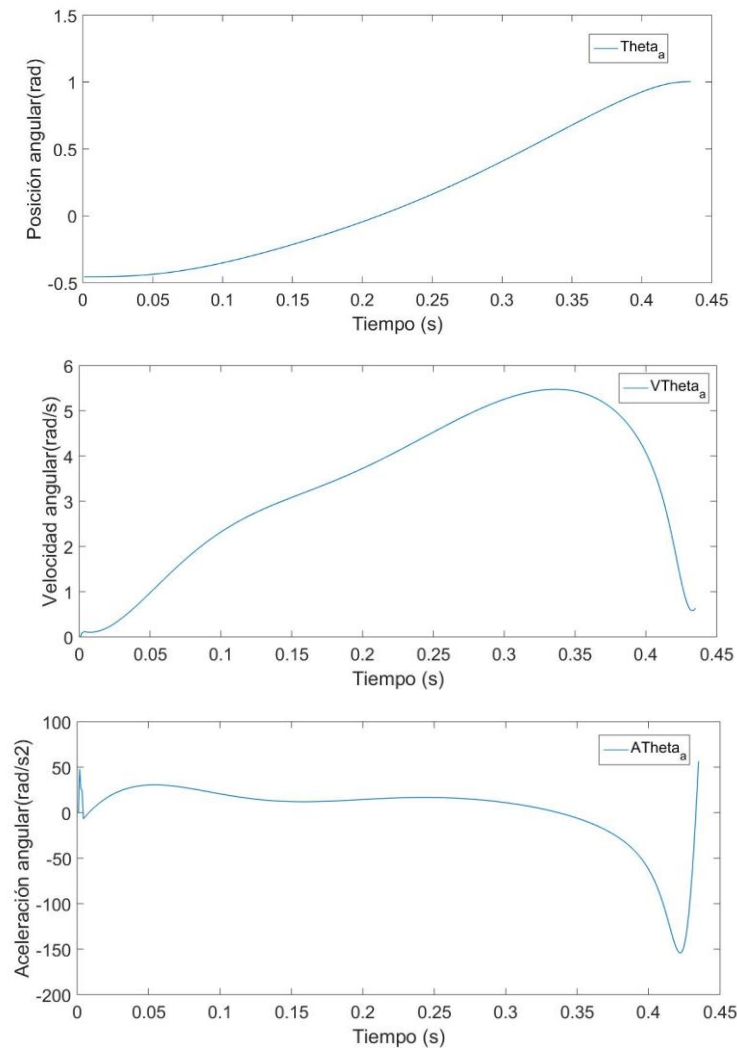 1.5
1
0.5
0
-0.5
Posición angular(rad)
Theta_a
0 0.05 0.1 0.15 0.2 0.25 0.3 0.35 0.4 0.45
Tiempo (s)
6
5
4
3
2
1
0
Velocidad angular(rad/s)
VTheta_a
0 0.05 0.1 0.15 0.2 0.25 0.3 0.35 0.4 0.45
Tiempo (s)
100
50
0
-50
-100
-150
-200
Aceleración angular(rad/s2)
ATheta_a
0 0.05 0.1 0.15 0.2 0.25 0.3 0.35 0.4 0.45
Tiempo (s)